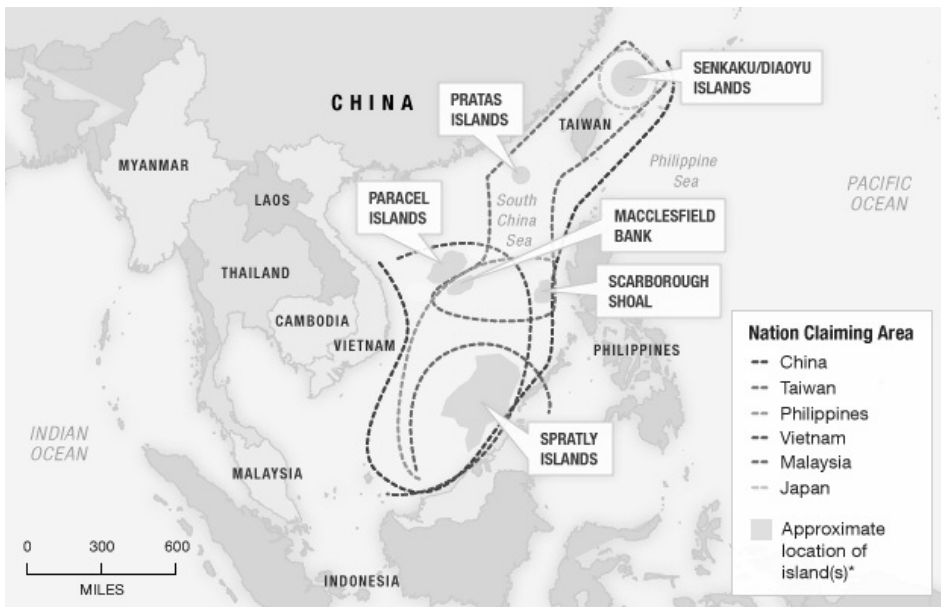 SENKAKU/DIAOYU
ISLANDS
CHINA
PRATAS
ISLANDS
TAIWAN
MYANMAR
Philippine
Sea
PACIFIC
OCEAN
LAOS
PARACEL
ISLANDS
South
China
Sea
MACCLESFIELD
BANK
THAILAND
SCARBOROUGH
SHOAL
CAMBODIA
VIETNAM
PHILIPPINES
Nation Claiming Area
China
Taiwan
Philippines
Vietnam
Malaysia
Japan
Approximate
location of
island(s)*
INDIAN
OCEAN
SPRATLY
ISLANDS
MALAYSIA
0 300 600
MILES
INDONESIA